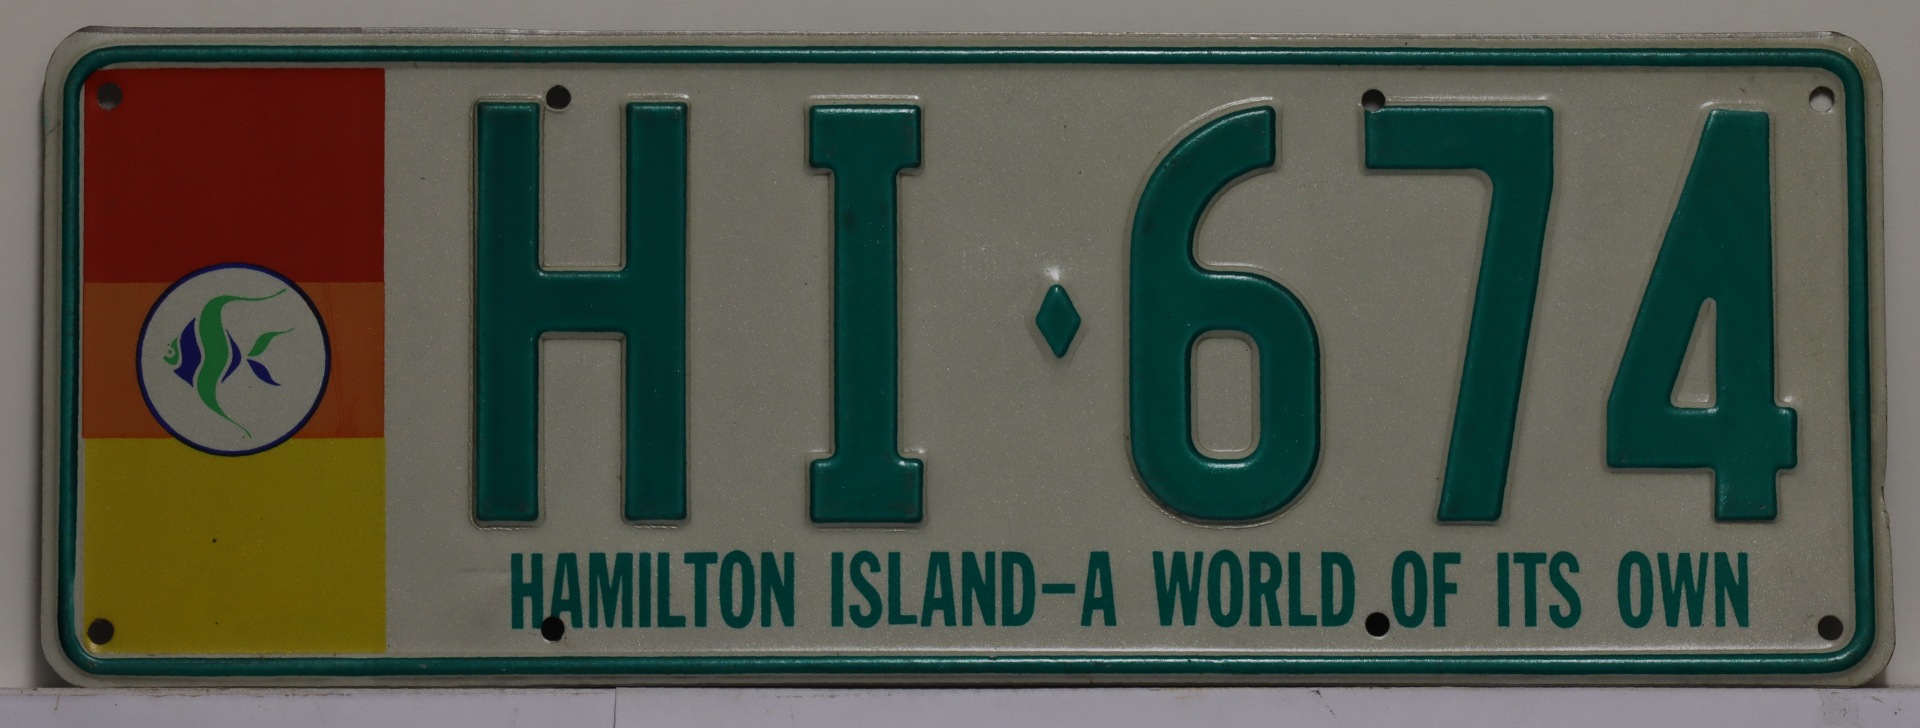 HI♦674
HAMILTON ISLAND-A WORLD OF ITS OWN